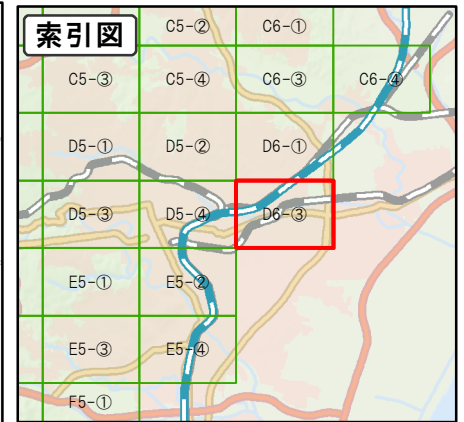 索引図
C5-② C6-①
C5-③ C5-④ C6-③ C6-④
D5-① D5-② D6-①
D5-③ D5-④ D6-③
E5-① E5-②
E5-③ E5-④
F5-①